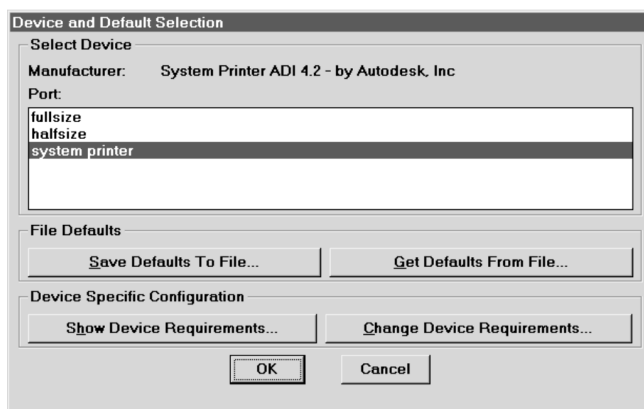 Device and Default Selection
Select Device
Manufacturer: System Printer ADI 4.2 - by Autodesk, Inc
Port:
fullsize
halfsize
system printer
File Defaults
Save Defaults To File... Get Defaults From File...
Device Specific Configuration
Show Device Requirements... Change Device Requirements...
OK Cancel